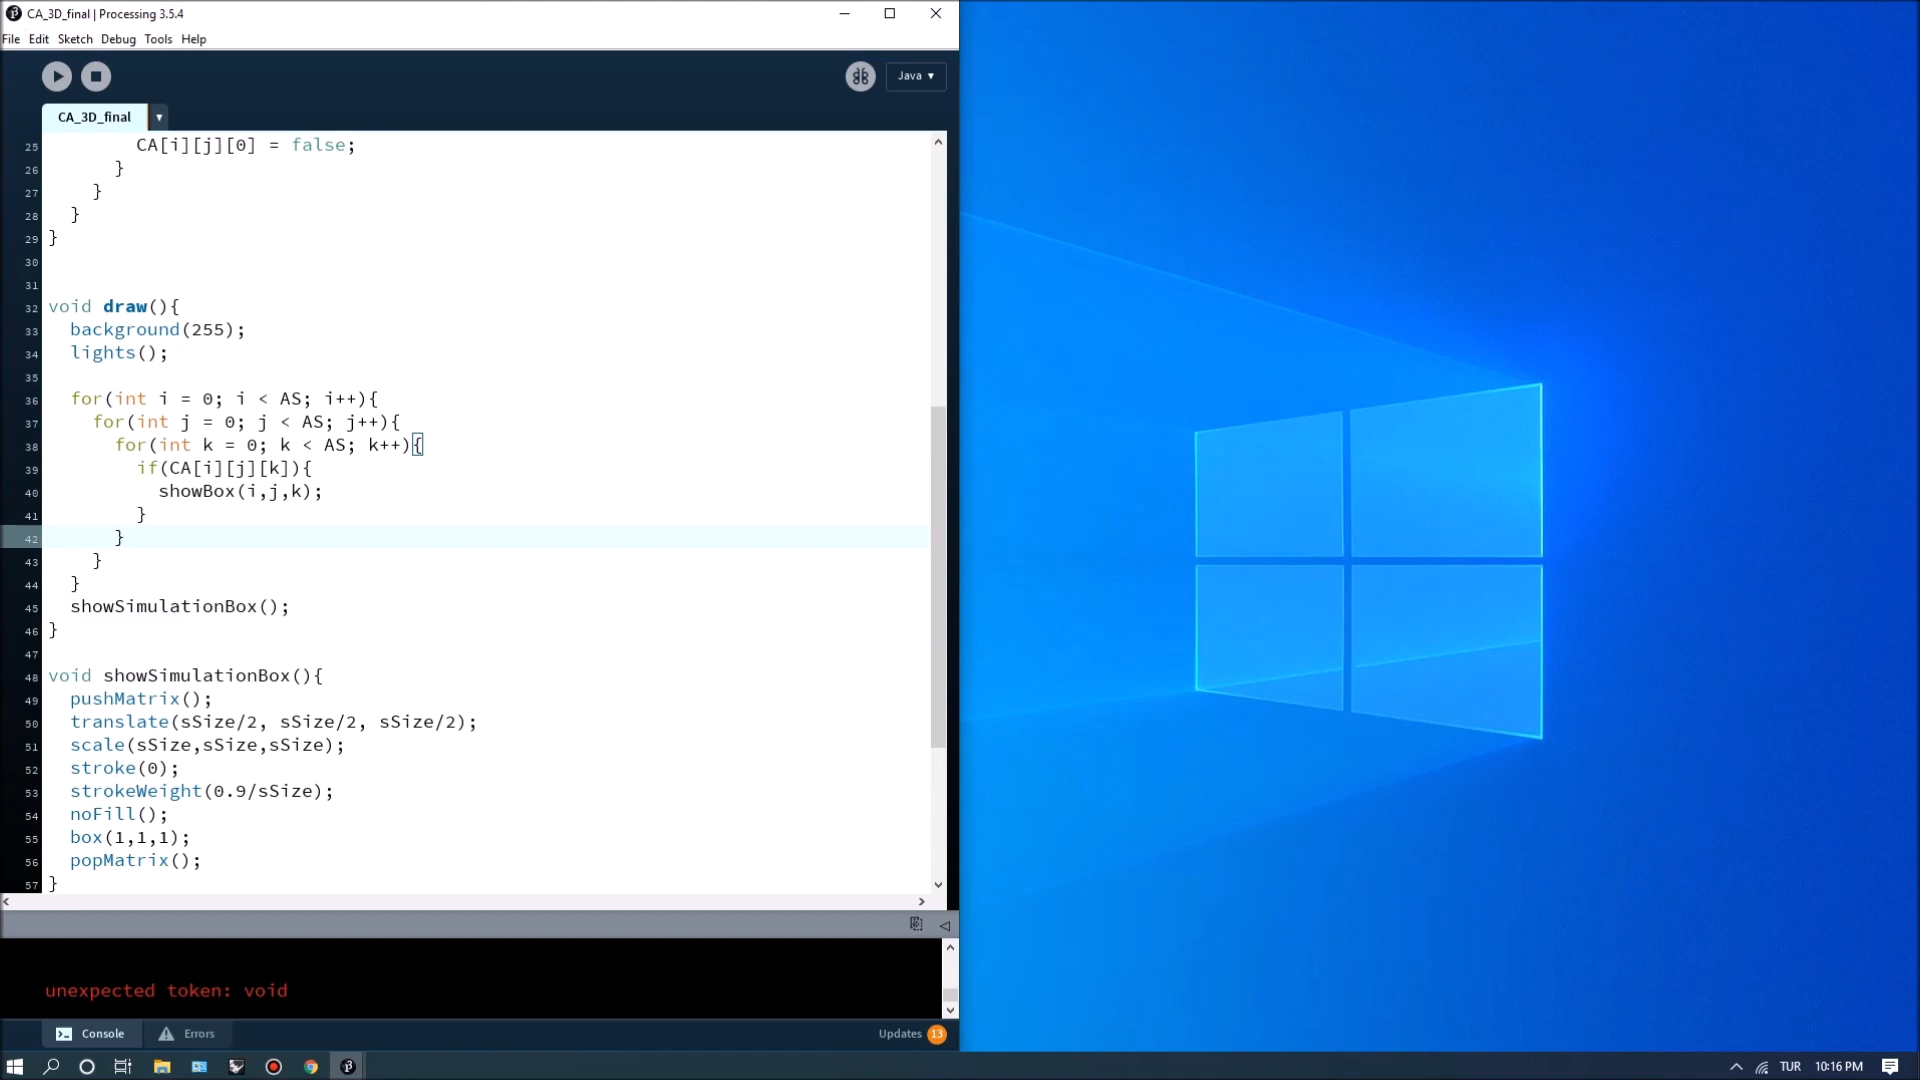 CA_3D_final | Processing 3.5.4
File Edit Sketch Debug Tools Help
Java ▾
CA_3D_final ▾
25 CA[i][j][0] = false;
26 }
27 }
28 }
29 }
30
31
32 void draw(){
33 background(255);
34 lights();
35
36 for(int i = 0; i < AS; i++){
37 for(int j = 0; j < AS; j++){
38 for(int k = 0; k < AS; k++){
39 if(CA[i][j][k]){
40 showBox(i,j,k);
41 }
42 }
43 }
44 }
45 showSimulationBox();
46 }
47
48 void showSimulationBox(){
49 pushMatrix();
50 translate(sSize/2, sSize/2, sSize/2);
51 scale(sSize,sSize,sSize);
52 stroke(0);
53 strokeWeight(0.9/sSize);
54 noFill();
55 box(1,1,1);
56 popMatrix();
57 }
unexpected token: void
Console Errors Updates 13
TUR 10:16 PM